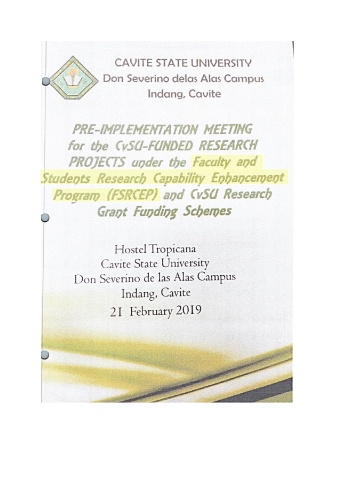 CAVITE STATE UNIVERSITY
Don Severino delas Alas Campus
Indang, Cavite
PRE-IMPLEMENTATION MEETING
for the CvSU-FUNDED RESEARCH
PROJECTS under the Faculty and
Students Research Capability Enhancement
Program (FSRCEP) and CvSU Research
Grant Funding Schemes
Hostel Tropicana
Cavite State University
Don Severino de las Alas Campus
Indang, Cavite
21 February 2019